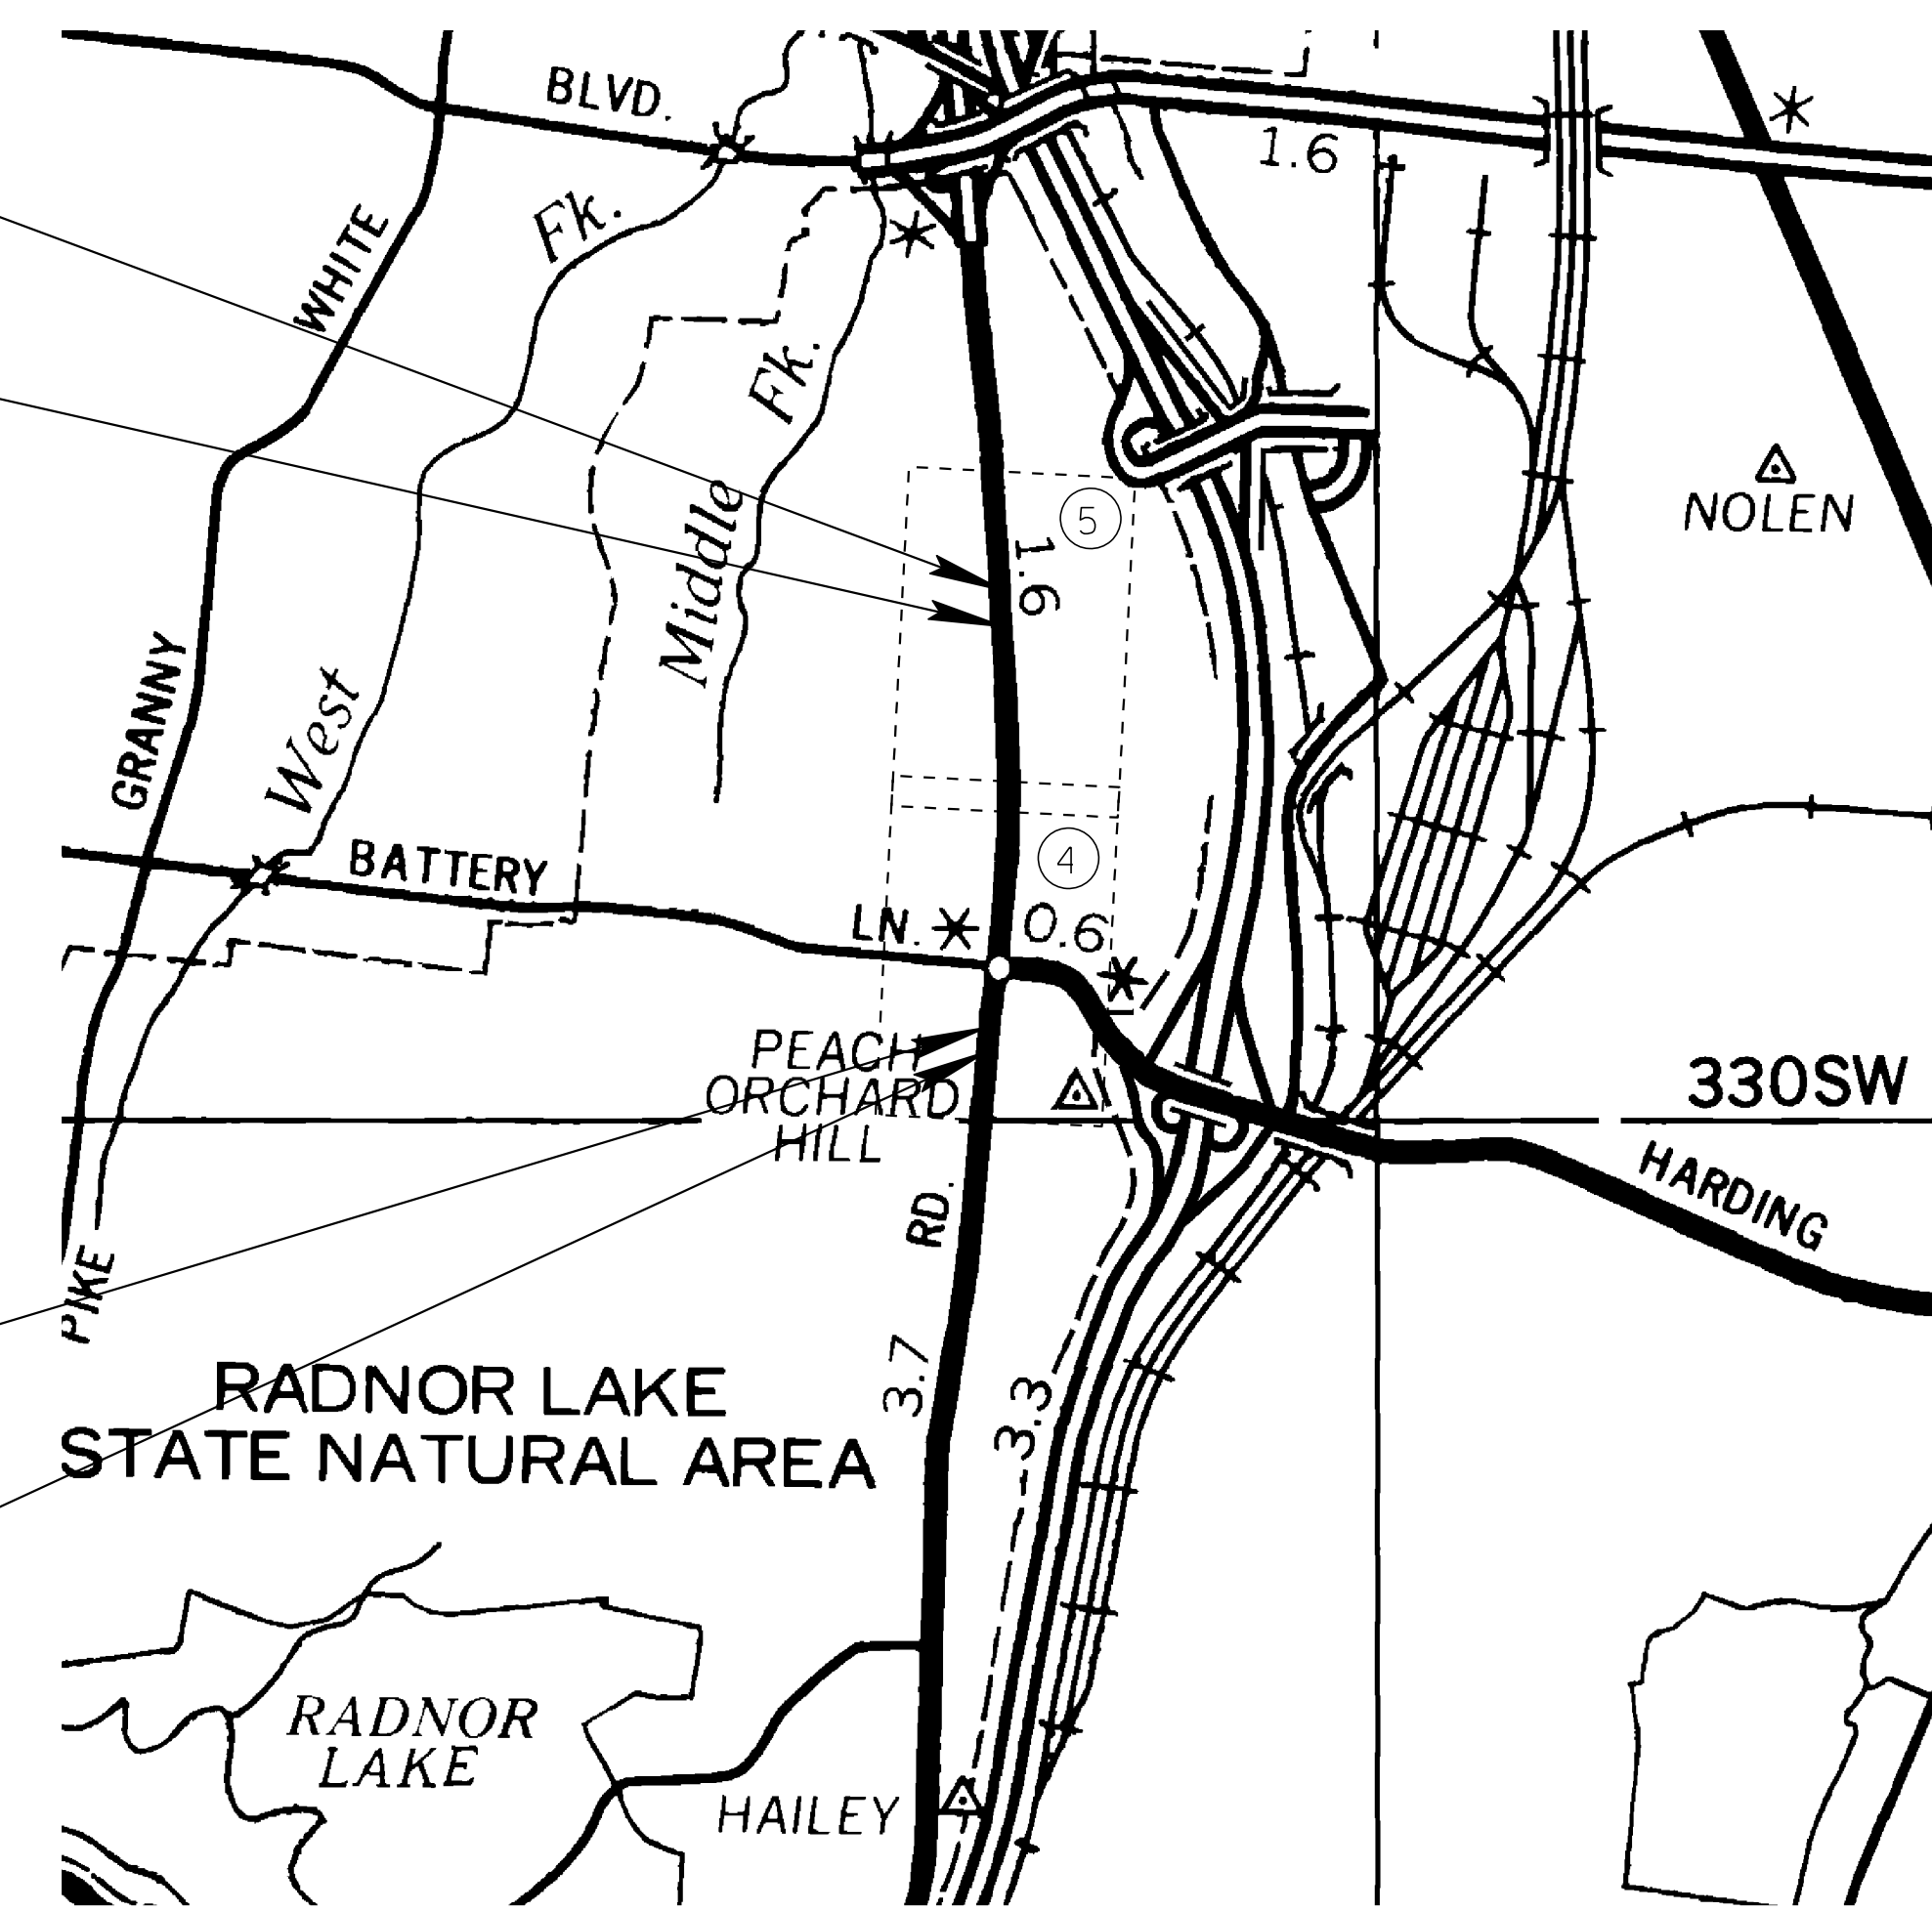 BLVD.
1.6
WHITE
Fk.
Fk.
NOLEN
5
1.6
Middle
GRANNY
West
BATTERY
4
LN.
0.6
PEACH
ORCHARD
HILL
330SW
HARDING
RD.
PIKE
3.7
3.3
RADNOR LAKE
STATE NATURAL AREA
RADNOR
LAKE
HAILEY